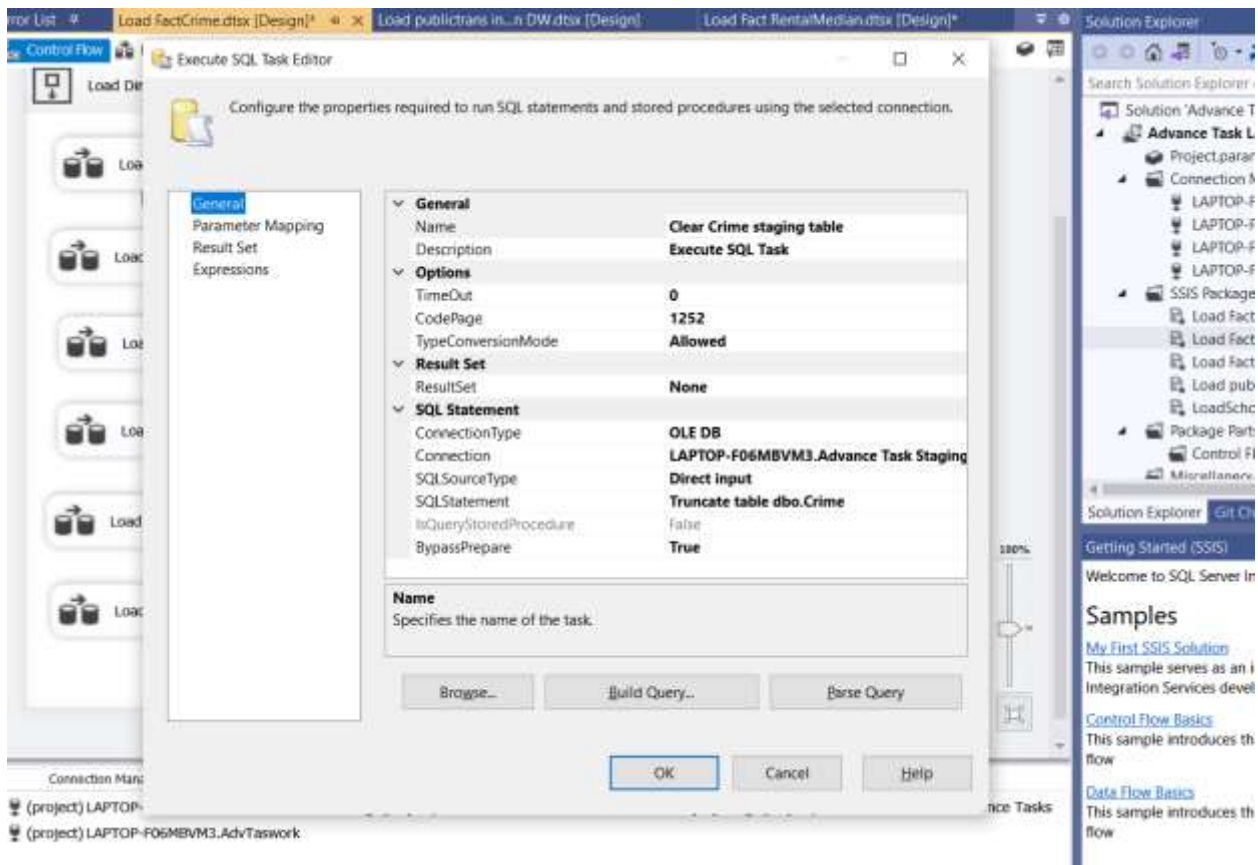 rror List
Load FactCrime.dtsx [Design]*
Load publictrans in...n DW.dtsx [Design]
Load Fact RentalMedian.dtsx [Design]*
Solution Explorer
Control Flow
Execute SQL Task Editor
Search Solution Explorer
Load Dir
Configure the properties required to run SQL statements and stored procedures using the selected connection.
Solution 'Advance T
Advance Task L
Project.param
Connection M
LAPTOP-F
LAPTOP-F
LAPTOP-F
LAPTOP-F
SSIS Package
Load Fact
Load Fact
Load Fact
Load pub
LoadScho
Package Parts
Control Fl
Miscellaneou
Load
Load
Load
Load
Load
Load
General
Parameter Mapping
Result Set
Expressions
General
Name Clear Crime staging table
Description Execute SQL Task
Options
TimeOut 0
CodePage 1252
TypeConversionMode Allowed
Result Set
ResultSet None
SQL Statement
ConnectionType OLE DB
Connection LAPTOP-F06MBVM3.Advance Task Staging
SQLSourceType Direct input
SQLStatement Truncate table dbo.Crime
IsQueryStoredProcedure False
BypassPrepare True
Name
Specifies the name of the task.
Browse...
Build Query...
Parse Query
OK
Cancel
Help
100%
Solution Explorer Git Ch
Getting Started (SSIS)
Welcome to SQL Server In
Samples
My First SSIS Solution
This sample serves as an i
Integration Services devel
Control Flow Basics
This sample introduces th
flow
Data Flow Basics
This sample introduces th
flow
Connection Mana
(project) LAPTOP-
nce Tasks
(project) LAPTOP-F06MBVM3.AdvTaswork